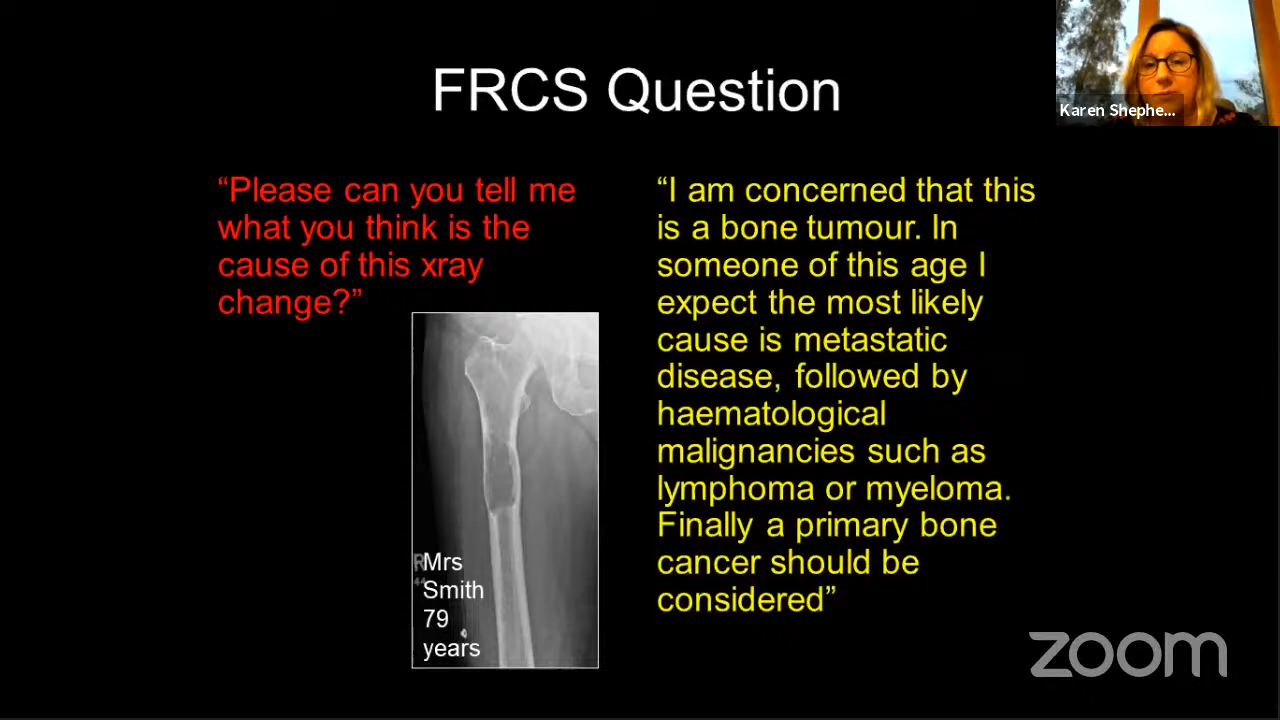 FRCS Question
Karen Shephe...
“Please can you tell me
what you think is the
cause of this xray
change?”
“I am concerned that this
is a bone tumour. In
someone of this age I
expect the most likely
cause is metastatic
disease, followed by
haematological
malignancies such as
lymphoma or myeloma.
Finally a primary bone
cancer should be
considered”
R
Mrs
Smith
79
years
zoom